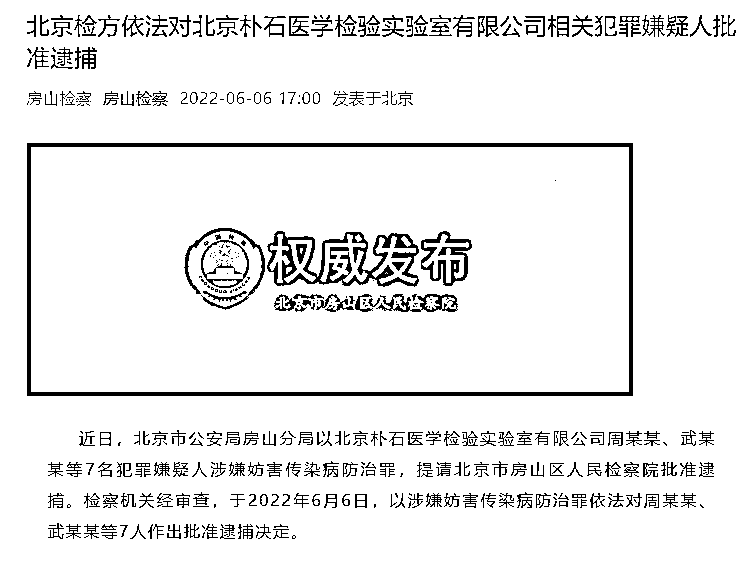 北京检方依法对北京朴石医学检验实验室有限公司相关犯罪嫌疑人批
准逮捕
房山检察 房山检察 2022-06-06 17:00 发表于北京
权威发布
北京市房山区人民检察院
近日，北京市公安局房山分局以北京朴石医学检验实验室有限公司周某某、武某
某等7名犯罪嫌疑人涉嫌妨害传染病防治罪，提请北京市房山区人民检察院批准逮
捕。检察机关经审查，于2022年6月6日，以涉嫌妨害传染病防治罪依法对周某某、
武某某等7人作出批准逮捕决定。